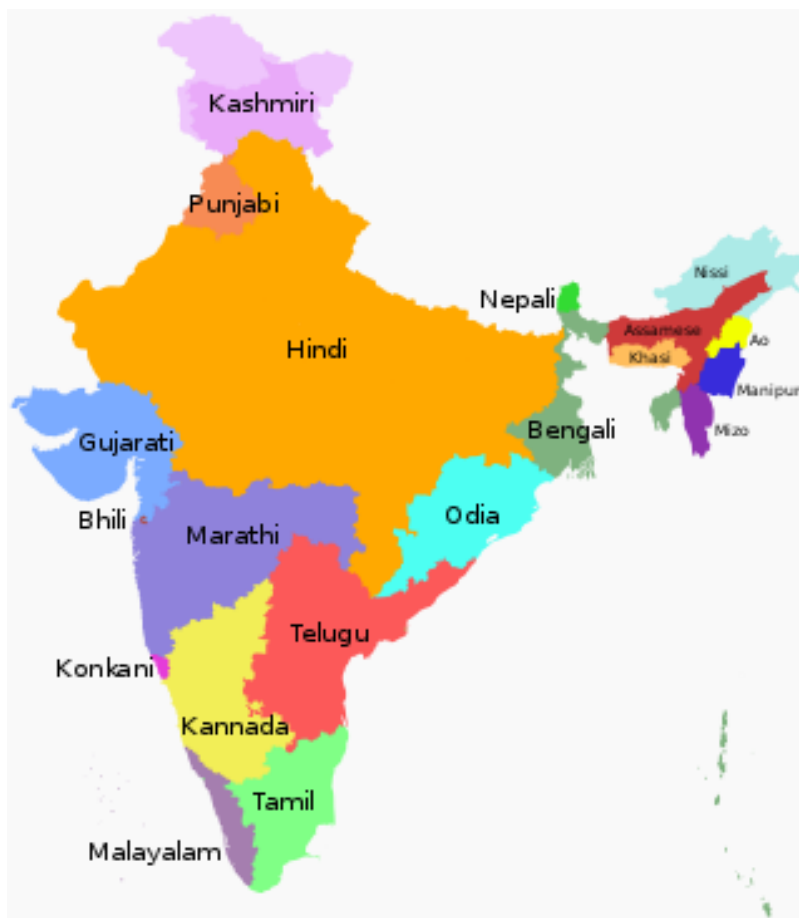 Kashmiri
Punjabi
Nissi
Nepali
Assamese
Ao
Hindi
Khasi
Manipur
Bengali
Mizo
Gujarati
Bhili
Odia
Marathi
Telugu
Konkani
Kannada
Tamil
Malayalam